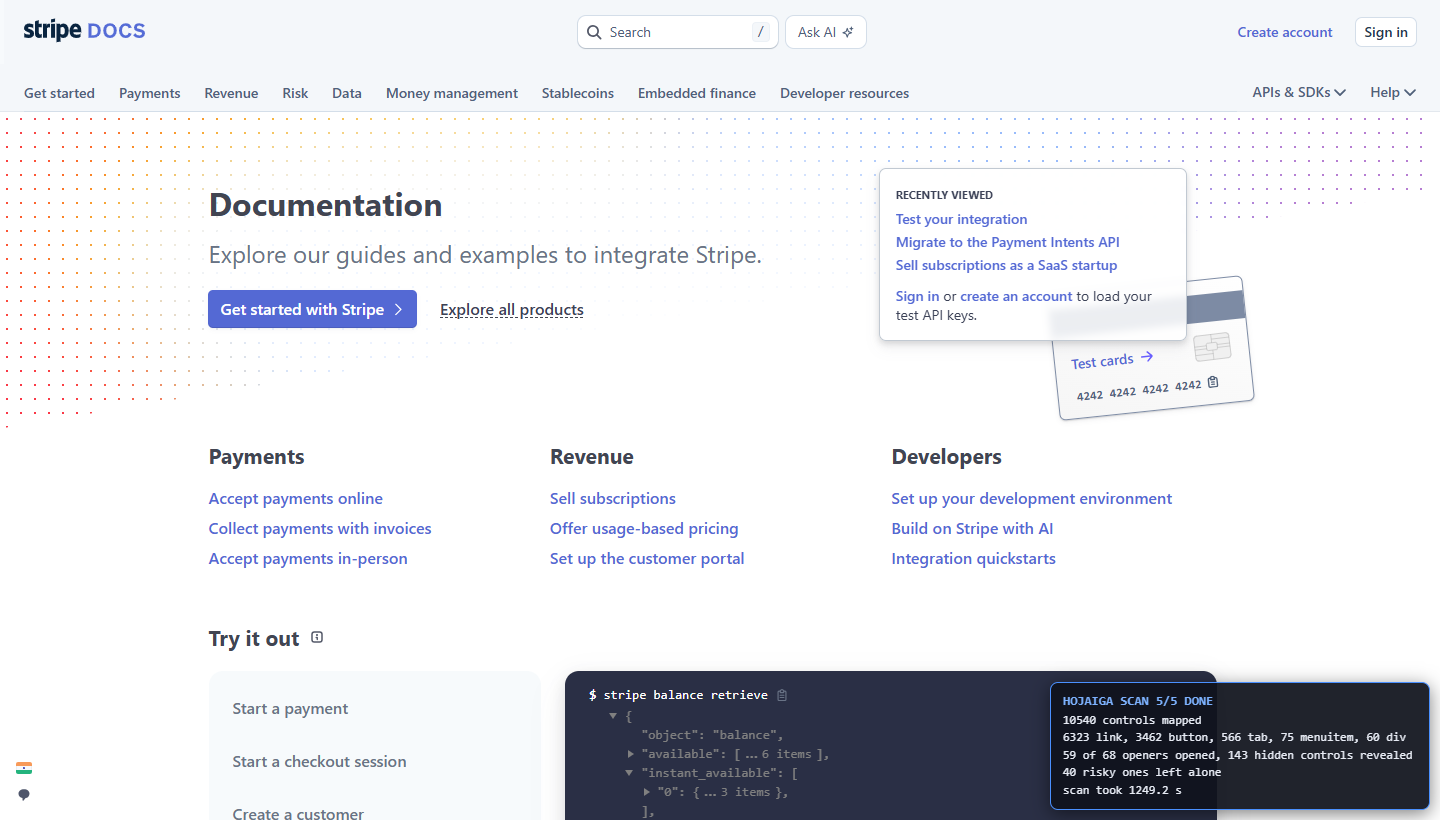 stripe DOCS
Search /
Ask AI
Create account
Sign in
Get started
Payments
Revenue
Risk
Data
Money management
Stablecoins
Embedded finance
Developer resources
APIs & SDKs
Help
Documentation
Explore our guides and examples to integrate Stripe.
Get started with Stripe
Explore all products
RECENTLY VIEWED
Test your integration
Migrate to the Payment Intents API
Sell subscriptions as a SaaS startup
Sign in or create an account to load your
test API keys.
Test cards →
4242 4242 4242 4242
Payments
Accept payments online
Collect payments with invoices
Accept payments in-person
Revenue
Sell subscriptions
Offer usage-based pricing
Set up the customer portal
Developers
Set up your development environment
Build on Stripe with AI
Integration quickstarts
Try it out
Start a payment
Start a checkout session
Create a customer
$ stripe balance retrieve
{
"object": "balance",
"available": [ … 6 items ],
"instant_available": [
"0": { … 3 items },
],
HOJAIGA SCAN 5/5 DONE
10540 controls mapped
6323 link, 3462 button, 566 tab, 75 menuitem, 60 div
59 of 68 openers opened, 143 hidden controls revealed
40 risky ones left alone
scan took 1249.2 s